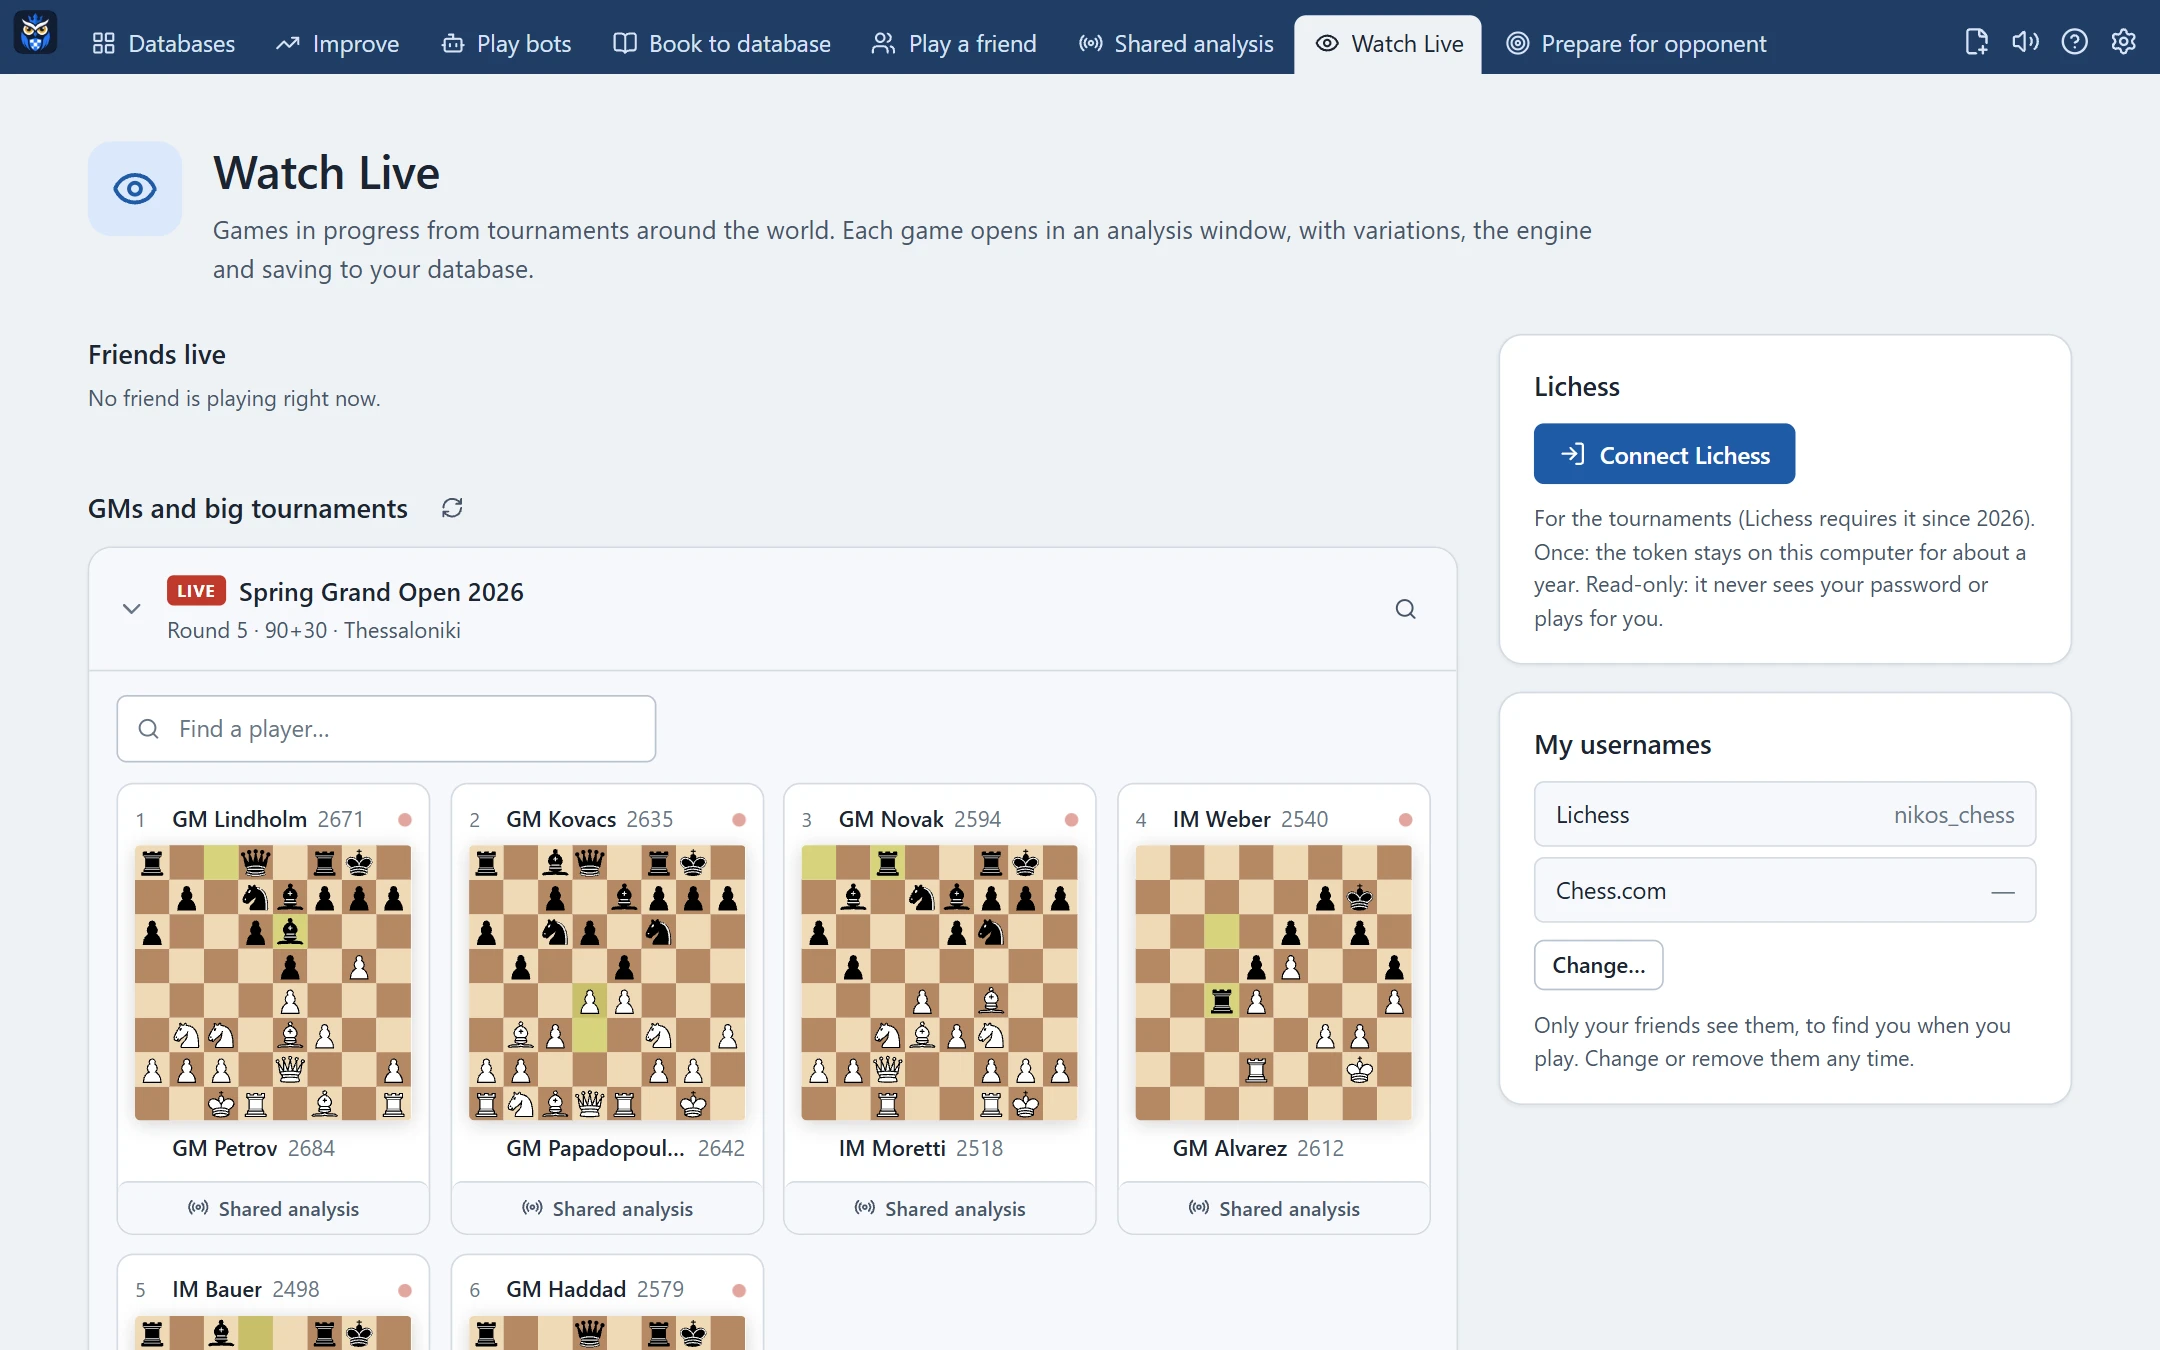 Databases
Improve
Play bots
Book to database
Play a friend
Shared analysis
Watch Live
Prepare for opponent
Watch Live
Games in progress from tournaments around the world. Each game opens in an analysis window, with variations, the engine
and saving to your database.
Friends live
No friend is playing right now.
GMs and big tournaments
LIVE Spring Grand Open 2026
Round 5 · 90+30 · Thessaloniki
Find a player...
1 GM Lindholm 2671
GM Petrov 2684
Shared analysis
2 GM Kovacs 2635
GM Papadopoul... 2642
Shared analysis
3 GM Novak 2594
IM Moretti 2518
Shared analysis
4 IM Weber 2540
GM Alvarez 2612
Shared analysis
5 IM Bauer 2498
6 GM Haddad 2579
Lichess
Connect Lichess
For the tournaments (Lichess requires it since 2026).
Once: the token stays on this computer for about a
year. Read-only: it never sees your password or
plays for you.
My usernames
Lichess nikos_chess
Chess.com —
Change...
Only your friends see them, to find you when you
play. Change or remove them any time.